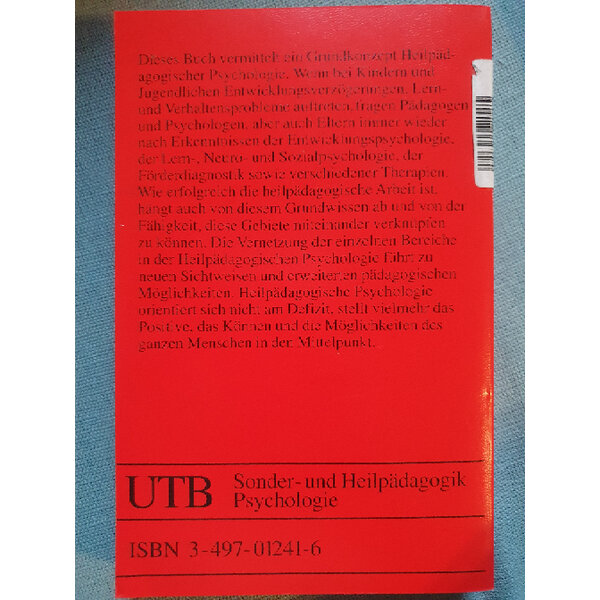 Dieses Buch vermittelt ein Grundkonzept Heilpäd-
agogischer Psychologie. Wenn bei Kindern und
Jugendlichen Entwicklungsverzögerungen, Lern-
und Verhaltensprobleme auftreten, fragen Pädagogen
und Psychologen, aber auch Eltern immer wieder
nach Erkenntnissen der Entwicklungspsychologie,
der Lern-, Neuro- und Sozialpsychologie, der
Förderdiagnostik sowie verschiedener Therapien.
Wie erfolgreich die heilpädagogische Arbeit ist,
hängt auch von diesem Grundwissen ab und von der
Fähigkeit, diese Gebiete miteinander verknüpfen
zu können. Die Vernetzung der einzelnen Bereiche
in der Heilpädagogischen Psychologie führt zu
neuen Sichtweisen und erweiterten pädagogischen
Möglichkeiten. Heilpädagogische Psychologie
orientiert sich nicht am Defizit, stellt vielmehr das
Positive, das Können und die Möglichkeiten des
ganzen Menschen in den Mittelpunkt.
UTB Sonder- und Heilpädagogik
Psychologie
ISBN 3-497-01241-6